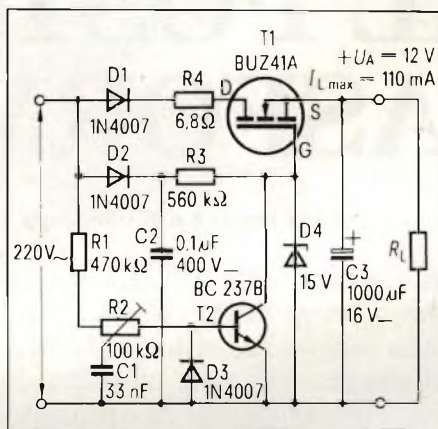 T1
BUZ41A
+U_A = 12 V
I_L max = 110 mA
D1
1N4007
R4
6,8Ω
D
S
G
D2
1N4007
R3
560 kΩ
220V~
R1
470 kΩ
C2
0.1µF
400 V_
D4
15 V
R_L
BC 237B
T2
R2
100 kΩ
C3
1000µF
16 V_
C1
33 nF
D3
1N4007